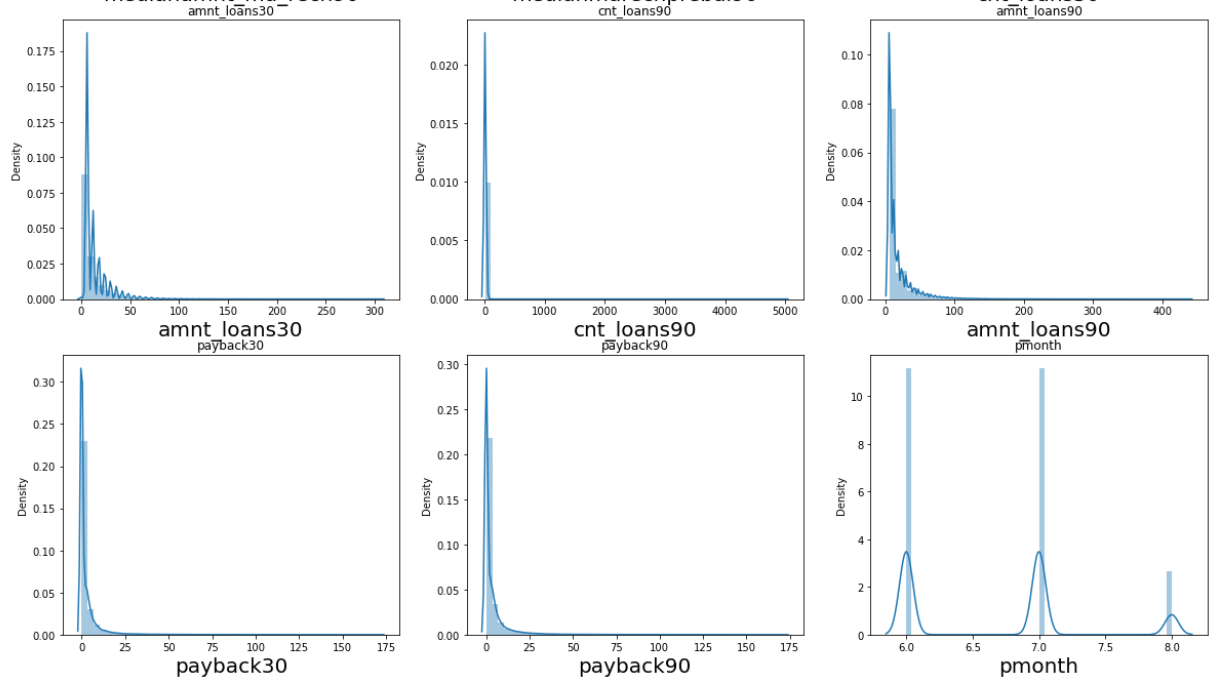 amnt_loans30
cnt_loans90
amnt_loans90
0.175
0.150
0.125
0.100
0.075
0.050
0.025
0.000
Density
0 50 100 150 200 250 300
amnt_loans30
0.020
0.015
0.010
0.005
0.000
Density
0 1000 2000 3000 4000 5000
cnt_loans90
0.10
0.08
0.06
0.04
0.02
0.00
Density
0 100 200 300 400
amnt_loans90
payback30
payback90
pmonth
0.30
0.25
0.20
0.15
0.10
0.05
0.00
Density
0 25 50 75 100 125 150 175
payback30
0.30
0.25
0.20
0.15
0.10
0.05
0.00
Density
0 25 50 75 100 125 150 175
payback90
10
8
6
4
2
0
Density
6.0 6.5 7.0 7.5 8.0
pmonth